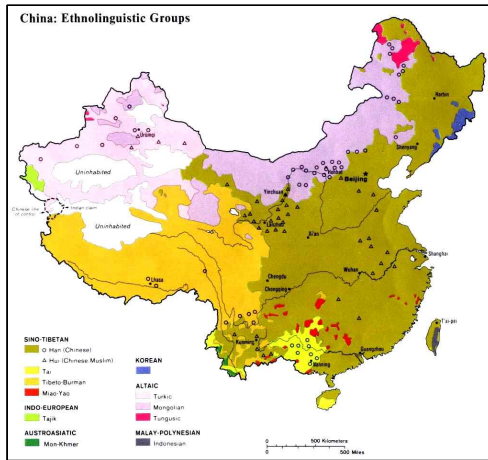 China: Ethnolinguistic Groups
Harbin
Urumqi
Shenyang
Uninhabited
Hohhot
Beijing
Yinchuan
Chinese line of control
Indian claim
Uninhabited
Lanzhou
Xi'an
Shanghai
Chengdu
Wuhan
Lhasa
Chongqing
T'ai-pei
Kunming
Guangzhou
Nanning
SINO-TIBETAN
Han (Chinese)
Hui (Chinese Muslim)
Tai
Tibeto-Burman
Miao-Yao
INDO-EUROPEAN
Tajik
AUSTROASIATIC
Mon-Khmer
KOREAN
ALTAIC
Turkic
Mongolian
Tungusic
MALAY-POLYNESIAN
Indonesian
0 500 Kilometers
0 500 Miles